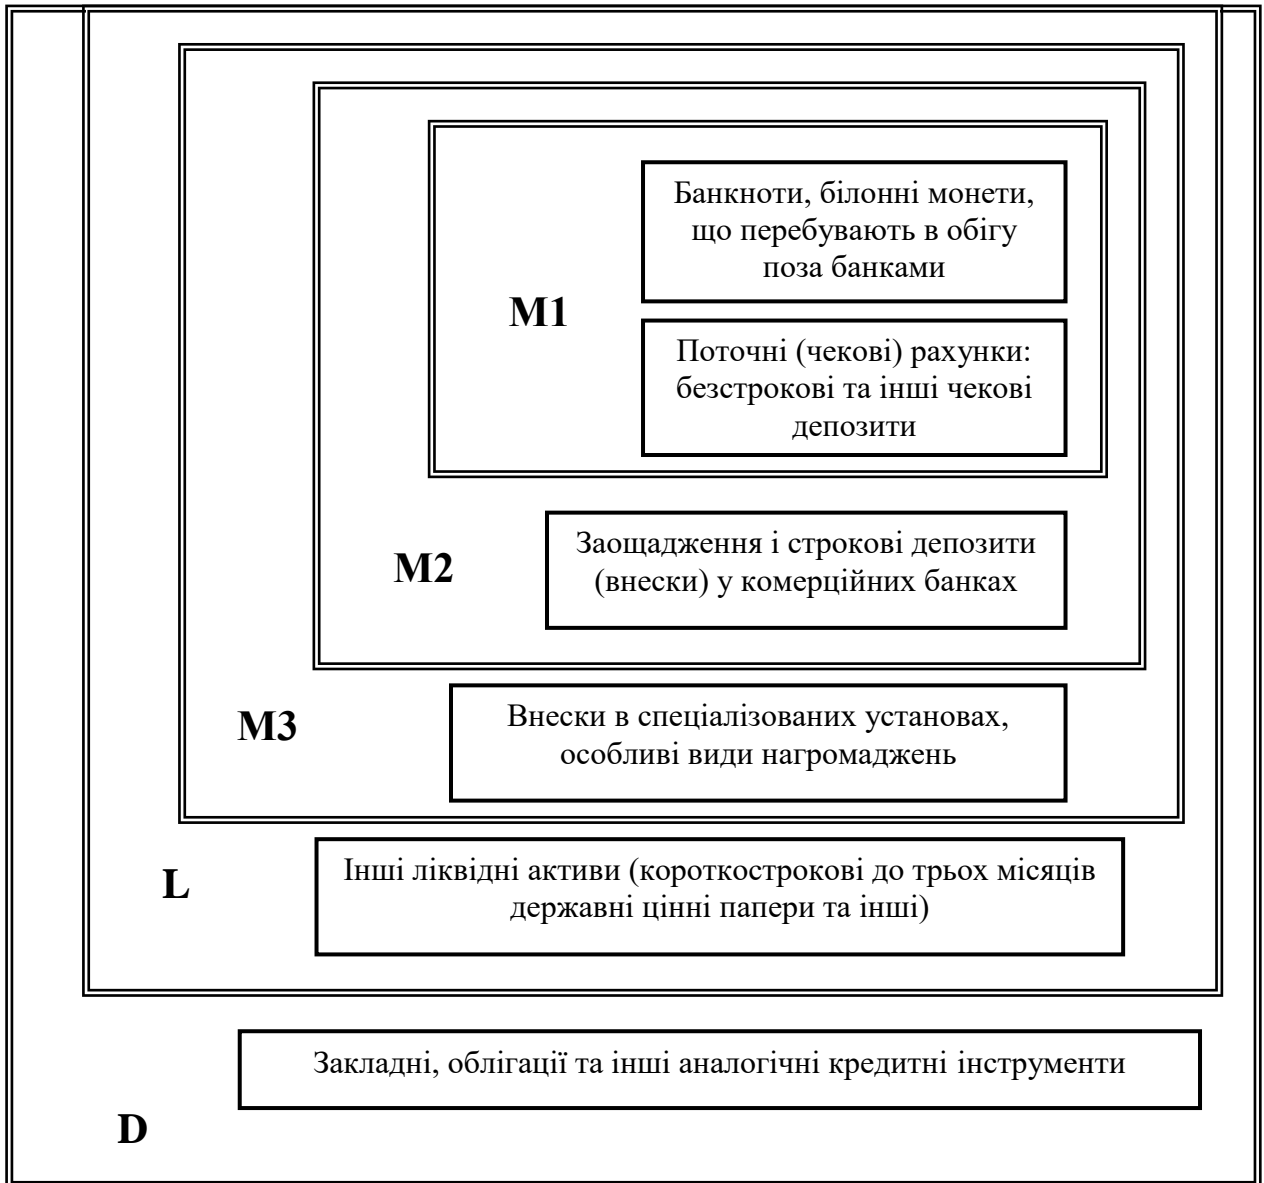 Банкноти, білонні монети,
що перебувають в обігу
поза банками
M1
Поточні (чекові) рахунки:
безстрокові та інші чекові
депозити
M2
Заощадження і строкові депозити
(внески) у комерційних банках
M3
Внески в спеціалізованих установах,
особливі види нагромаджень
L
Інші ліквідні активи (короткострокові до трьох місяців
державні цінні папери та інші)
Закладні, облігації та інші аналогічні кредитні інструменти
D